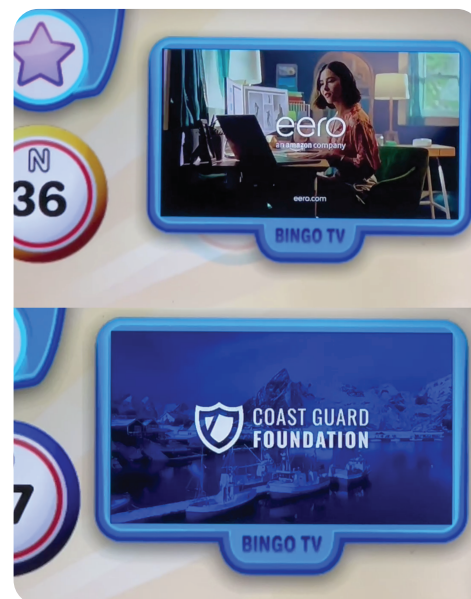 N
36
eero
an amazon company
eero.com
BINGO TV
7
COAST GUARD
FOUNDATION
BINGO TV